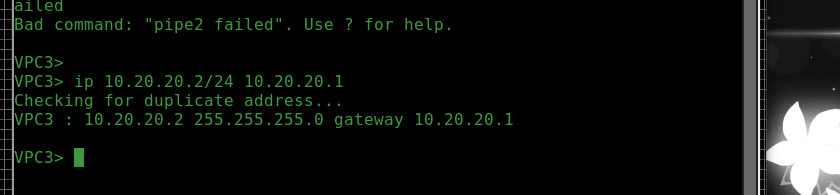 ailed
Bad command: "pipe2 failed". Use ? for help.
VPC3>
VPC3> ip 10.20.20.2/24 10.20.20.1
Checking for duplicate address...
VPC3 : 10.20.20.2 255.255.255.0 gateway 10.20.20.1
VPC3>